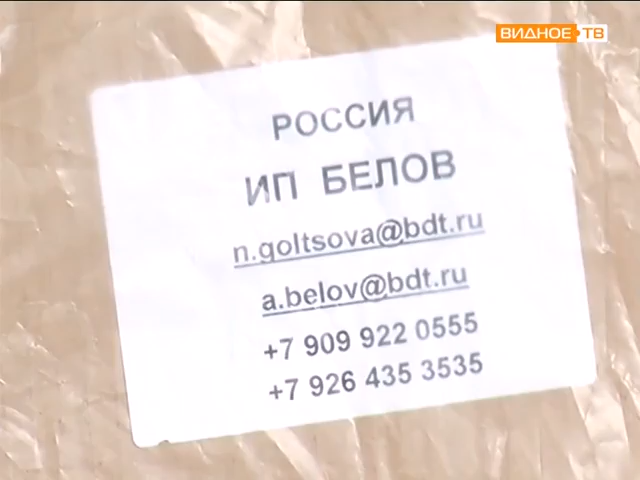 ВИДНОЕ ТВ
РОССИЯ
ИП БЕЛОВ
n.goltsova@bdt.ru
a.belov@bdt.ru
+7 909 922 0555
+7 926 435 3535